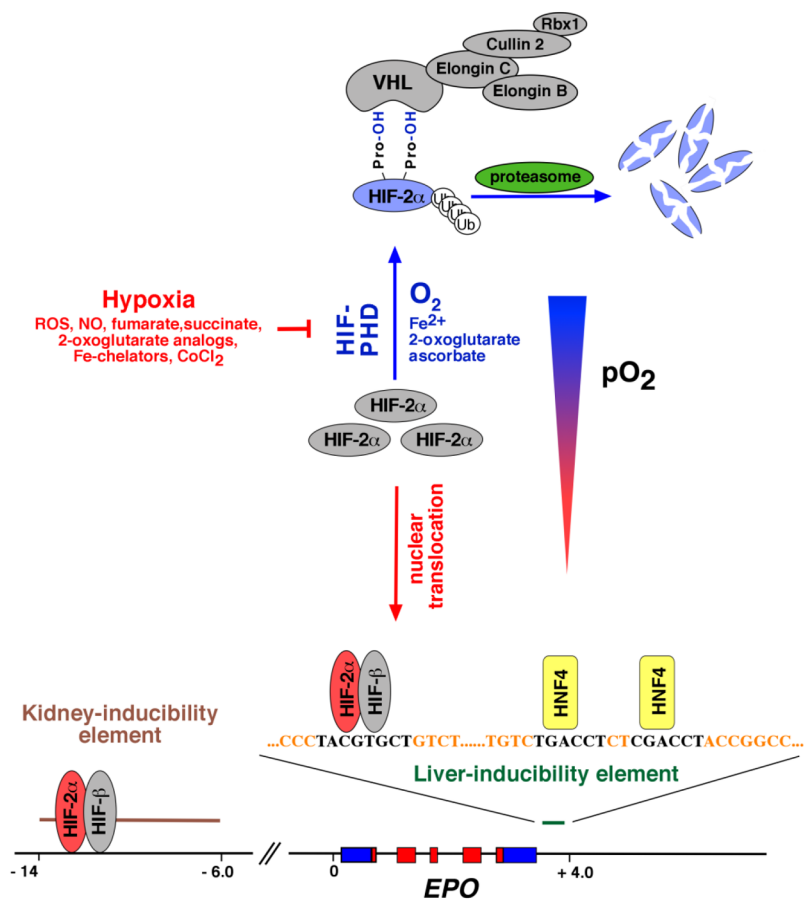 Rbx1
Cullin 2
Elongin C
VHL
Elongin B
Pro-OH
Pro-OH
proteasome
HIF-2α
Ub
Ub
Ub
Ub
Hypoxia
ROS, NO, fumarate,succinate,
2-oxoglutarate analogs,
Fe-chelators, CoCl2
HIF-
PHD
O2
Fe2+
2-oxoglutarate
ascorbate
pO2
HIF-2α
HIF-2α
HIF-2α
nuclear
translocation
HIF-2α
HIF-β
HNF4
HNF4
Kidney-inducibility
element
...CCCTACGTGCTGTCT......TGTCTGACCTCTCGACCTACCGGCC...
Liver-inducibility element
HIF-2α
HIF-β
- 14
- 6.0
0
EPO
+ 4.0